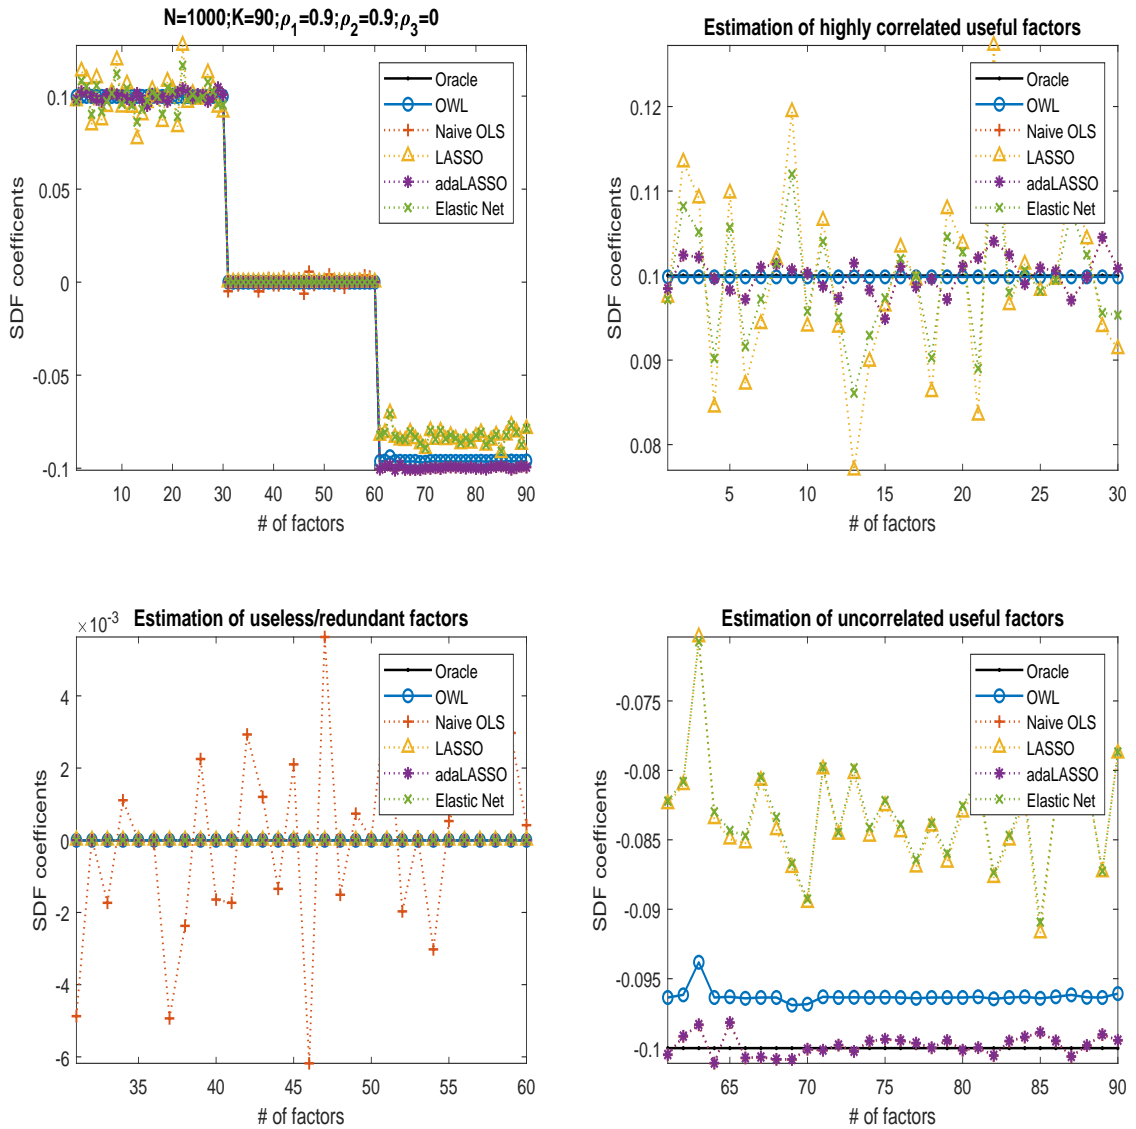 N=1000;K=90;ρ1=0.9;ρ2=0.9;ρ3=0
SDF coefficents
0.1
0.05
0
-0.05
-0.1
10 20 30 40 50 60 70 80 90
# of factors
Oracle
OWL
Naive OLS
LASSO
adaLASSO
Elastic Net
Estimation of highly correlated useful factors
SDF coefficents
0.12
0.11
0.1
0.09
0.08
5 10 15 20 25 30
# of factors
Oracle
OWL
Naive OLS
LASSO
adaLASSO
Elastic Net
Estimation of useless/redundant factors
×10-3
SDF coefficents
4
2
0
-2
-4
-6
35 40 45 50 55 60
# of factors
Oracle
OWL
Naive OLS
LASSO
adaLASSO
Elastic Net
Estimation of uncorrelated useful factors
SDF coefficents
-0.075
-0.08
-0.085
-0.09
-0.095
-0.1
65 70 75 80 85 90
# of factors
Oracle
OWL
Naive OLS
LASSO
adaLASSO
Elastic Net